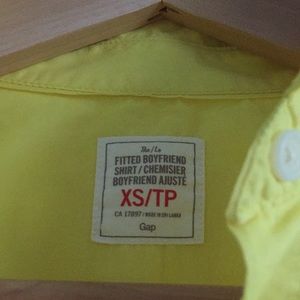 The/Le
FITTED BOYFRIEND
SHIRT/CHEMISIER
BOYFRIEND AJUSTÉ
XS/TP
CA 17897/MADE IN SRI LANKA
Gap